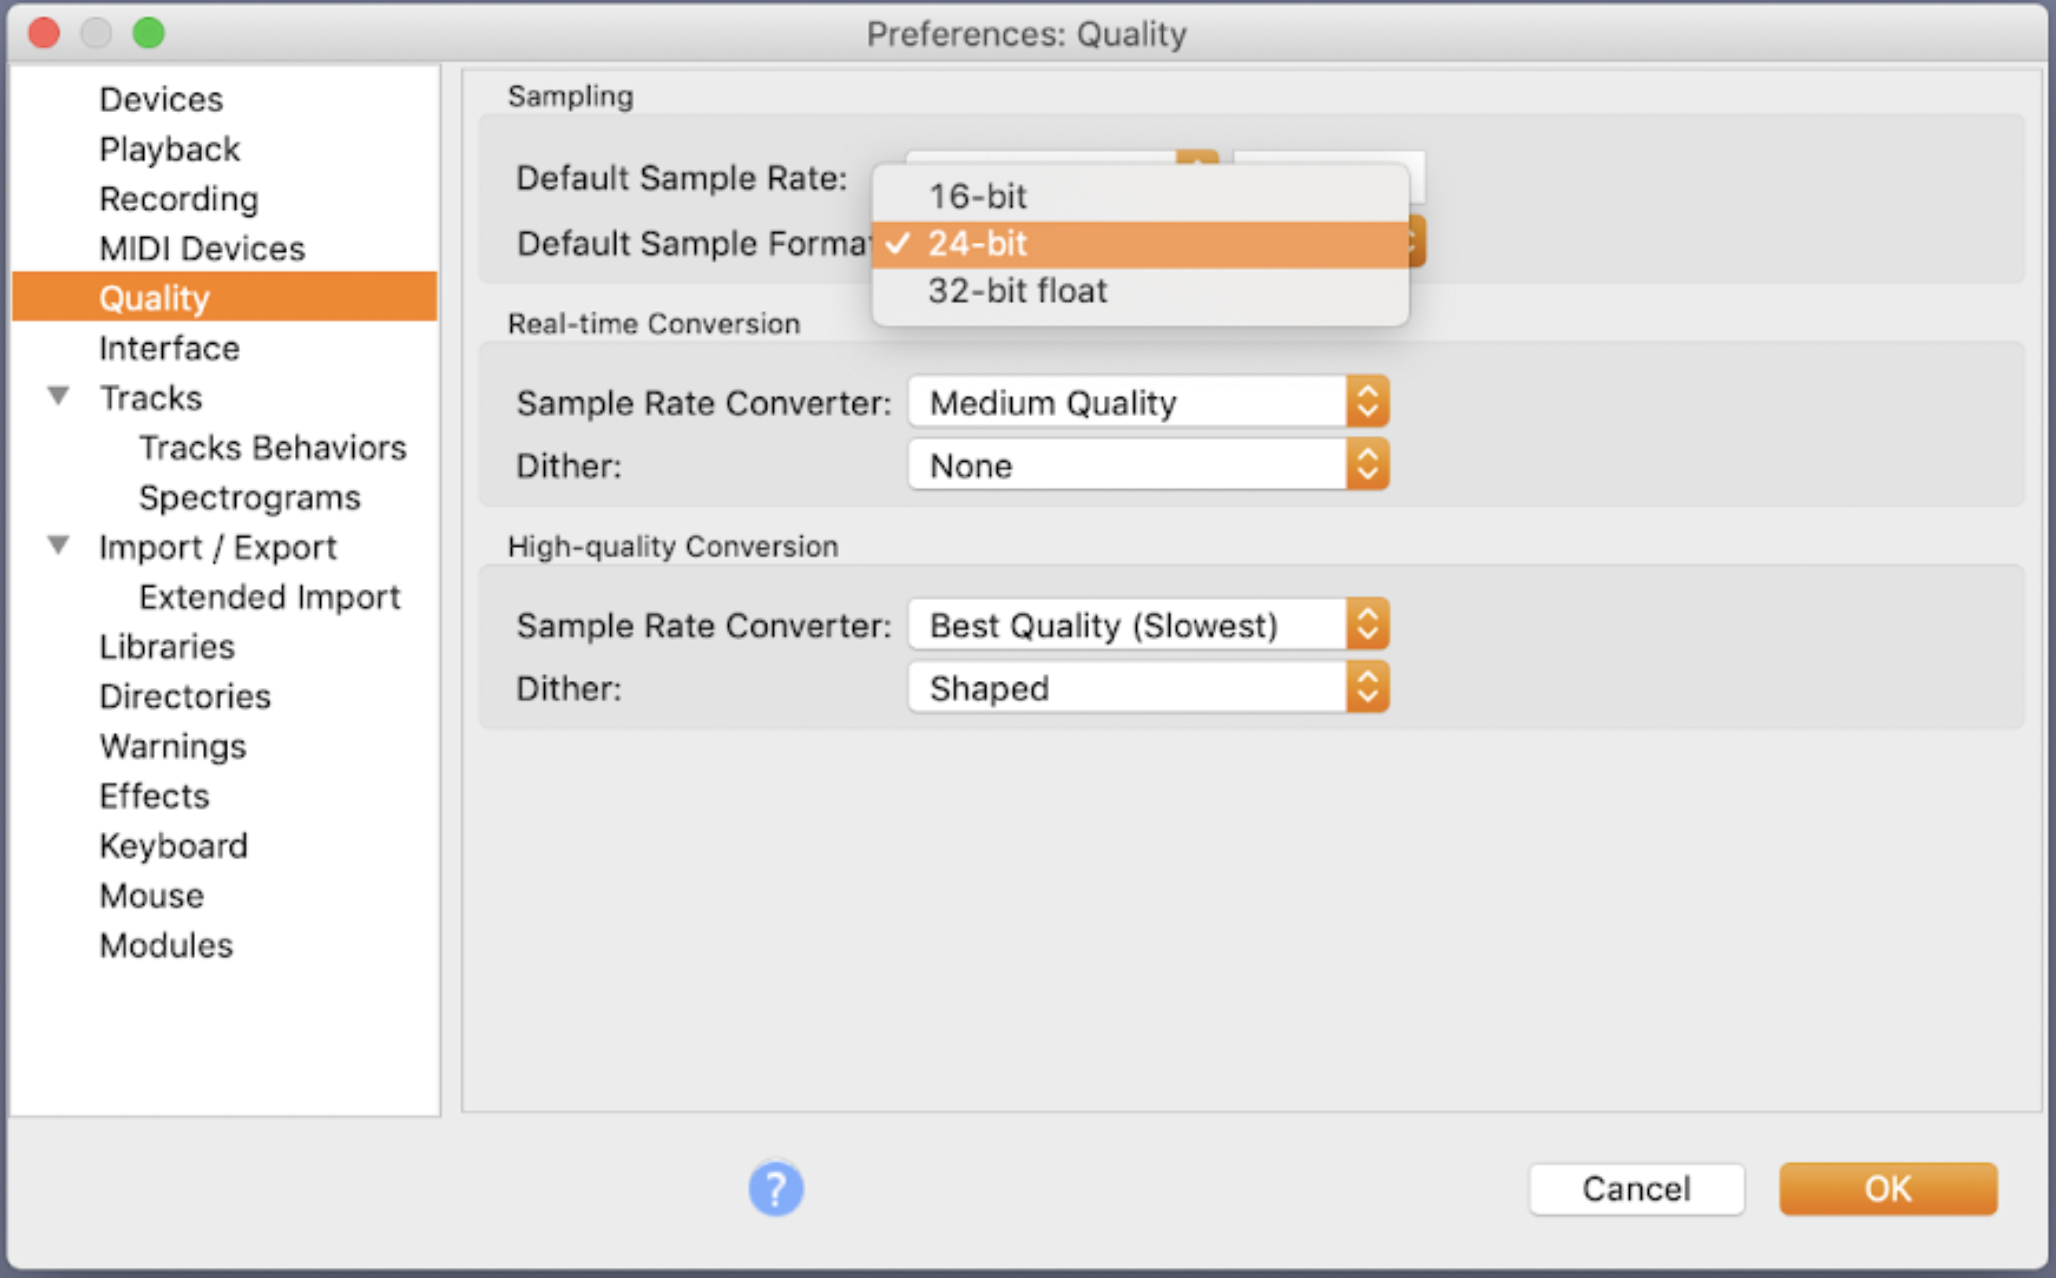 Preferences: Quality
Devices
Playback
Recording
MIDI Devices
Quality
Interface
Tracks
Tracks Behaviors
Spectrograms
Import / Export
Extended Import
Libraries
Directories
Warnings
Effects
Keyboard
Mouse
Modules
Sampling
Default Sample Rate:
Default Sample Format
16-bit
24-bit
32-bit float
Real-time Conversion
Sample Rate Converter: Medium Quality
Dither: None
High-quality Conversion
Sample Rate Converter: Best Quality (Slowest)
Dither: Shaped
?
Cancel
OK